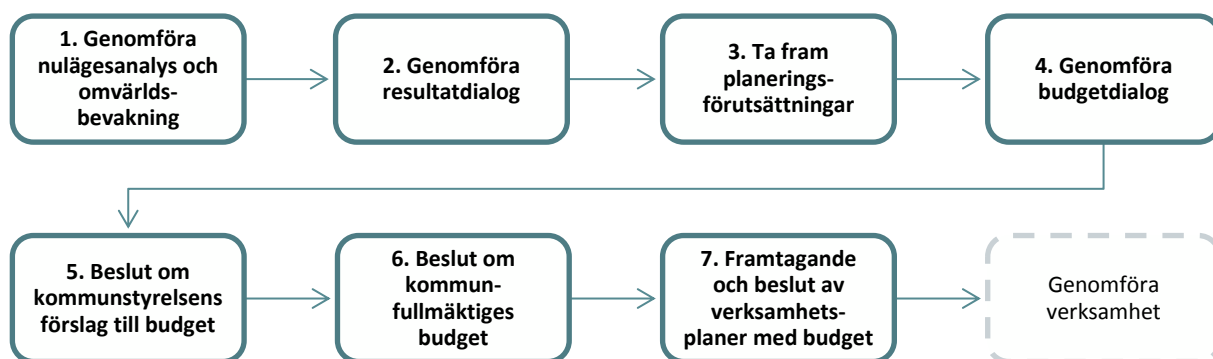 1. Genomföra
nulägesanalys och
omvärlds-
bevakning
2. Genomföra
resultatdialog
3. Ta fram
planerings-
förutsättningar
4. Genomföra
budgetdialog
5. Beslut om
kommunstyrelsens
förslag till budget
6. Beslut om
kommun-
fullmäktiges
budget
7. Framtagande
och beslut av
verksamhets-
planer med budget
Genomföra
verksamhet